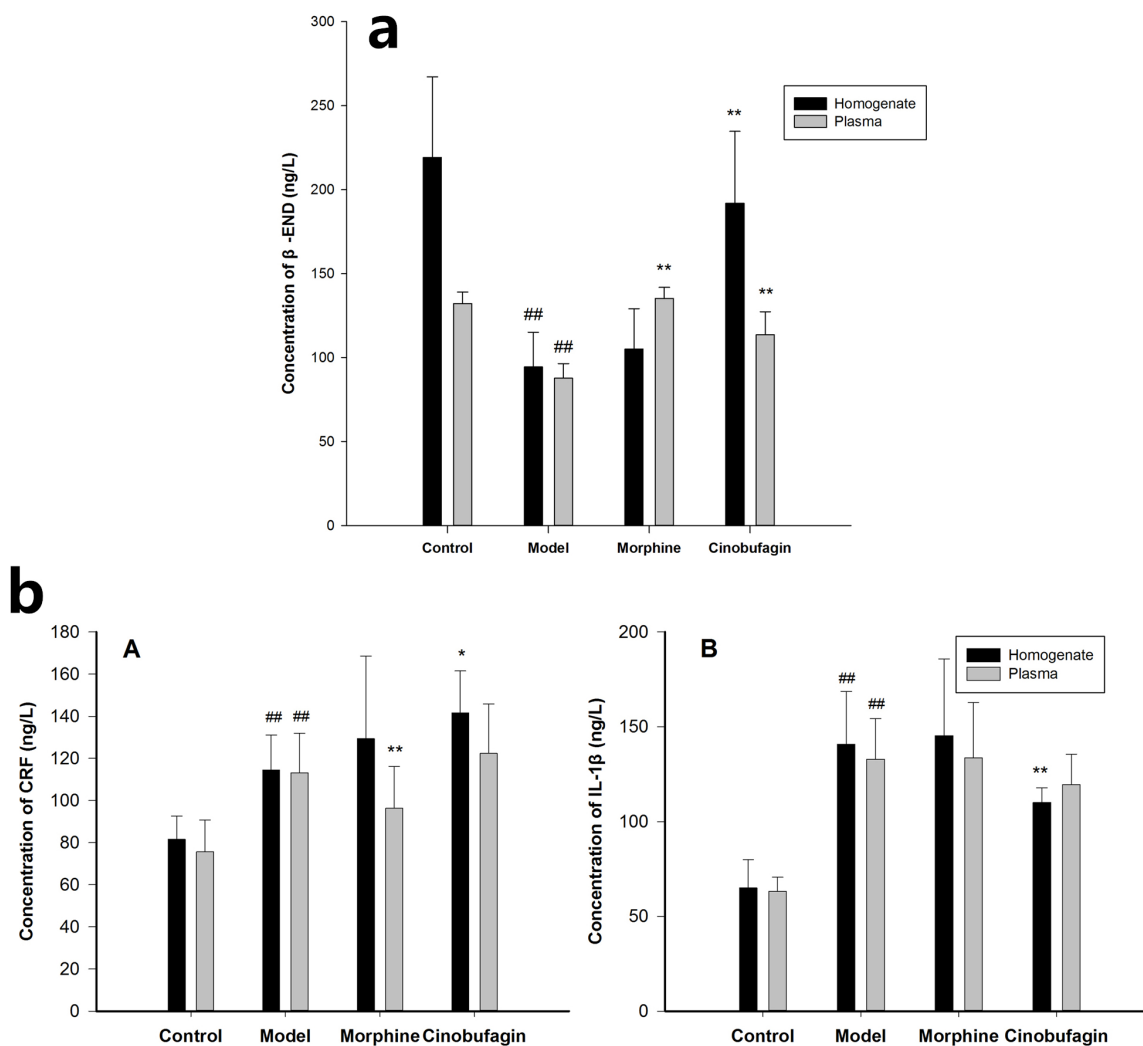 a
300
250
200
150
100
50
0
Concentration of β -END (ng/L)
Homogenate
Plasma
##
##
**
**
**
Control Model Morphine Cinobufagin
b
A
180
160
140
120
100
80
60
40
20
0
Concentration of CRF (ng/L)
##
##
**
*
Control Model Morphine Cinobufagin
B
200
150
100
50
0
Concentration of IL-1β (ng/L)
Homogenate
Plasma
##
##
**
Control Model Morphine Cinobufagin